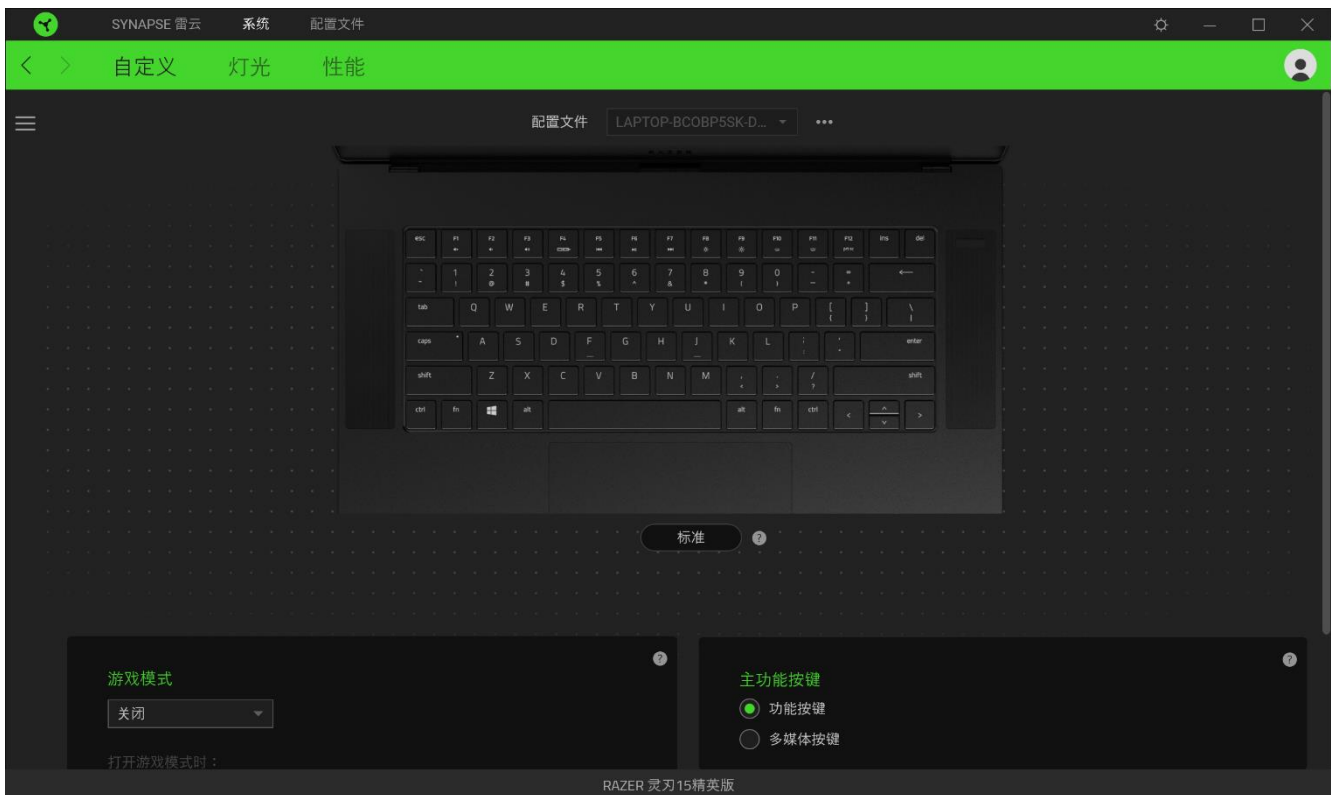 SYNAPSE 雷云 系统 配置文件
自定义 灯光 性能
配置文件 LAPTOP-BCOBP5SK-D...
esc F1 F2 F3 F4 F5 F6 F7 F8 F9 F10 F11 F12 ins del
1 2 3 4 5 6 7 8 9 0 - =
! @ # $ % ^ & * ( )
tab Q W E R T Y U I O P [ ] \
{ } |
caps A S D F G H J K L ; '
enter
shift Z X C V B N M , . / shift
< > ?
ctrl fn alt alt fn ctrl < ^ >
标准
游戏模式
关闭
打开游戏模式时：
主功能按键
功能按键
多媒体按键
RAZER 灵刃15精英版